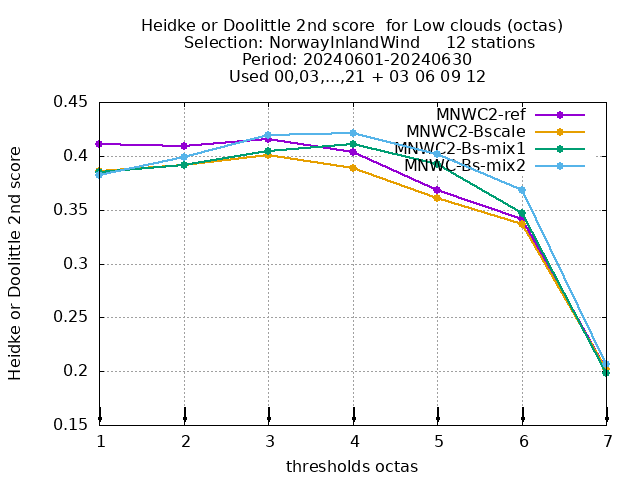 Heidke or Doolittle 2nd score  for Low clouds (octas)
Selection: NorwayInlandWind     12 stations
Period: 20240601-20240630
Used 00,03,...,21 + 03 06 09 12
MNWC2-ref
MNWC2-Bscale
MNWC2-Bs-mix1
MNWC-Bs-mix2
0.45
0.4
0.35
0.3
0.25
0.2
0.15
Heidke or Doolittle 2nd score
1 2 3 4 5 6 7
thresholds octas